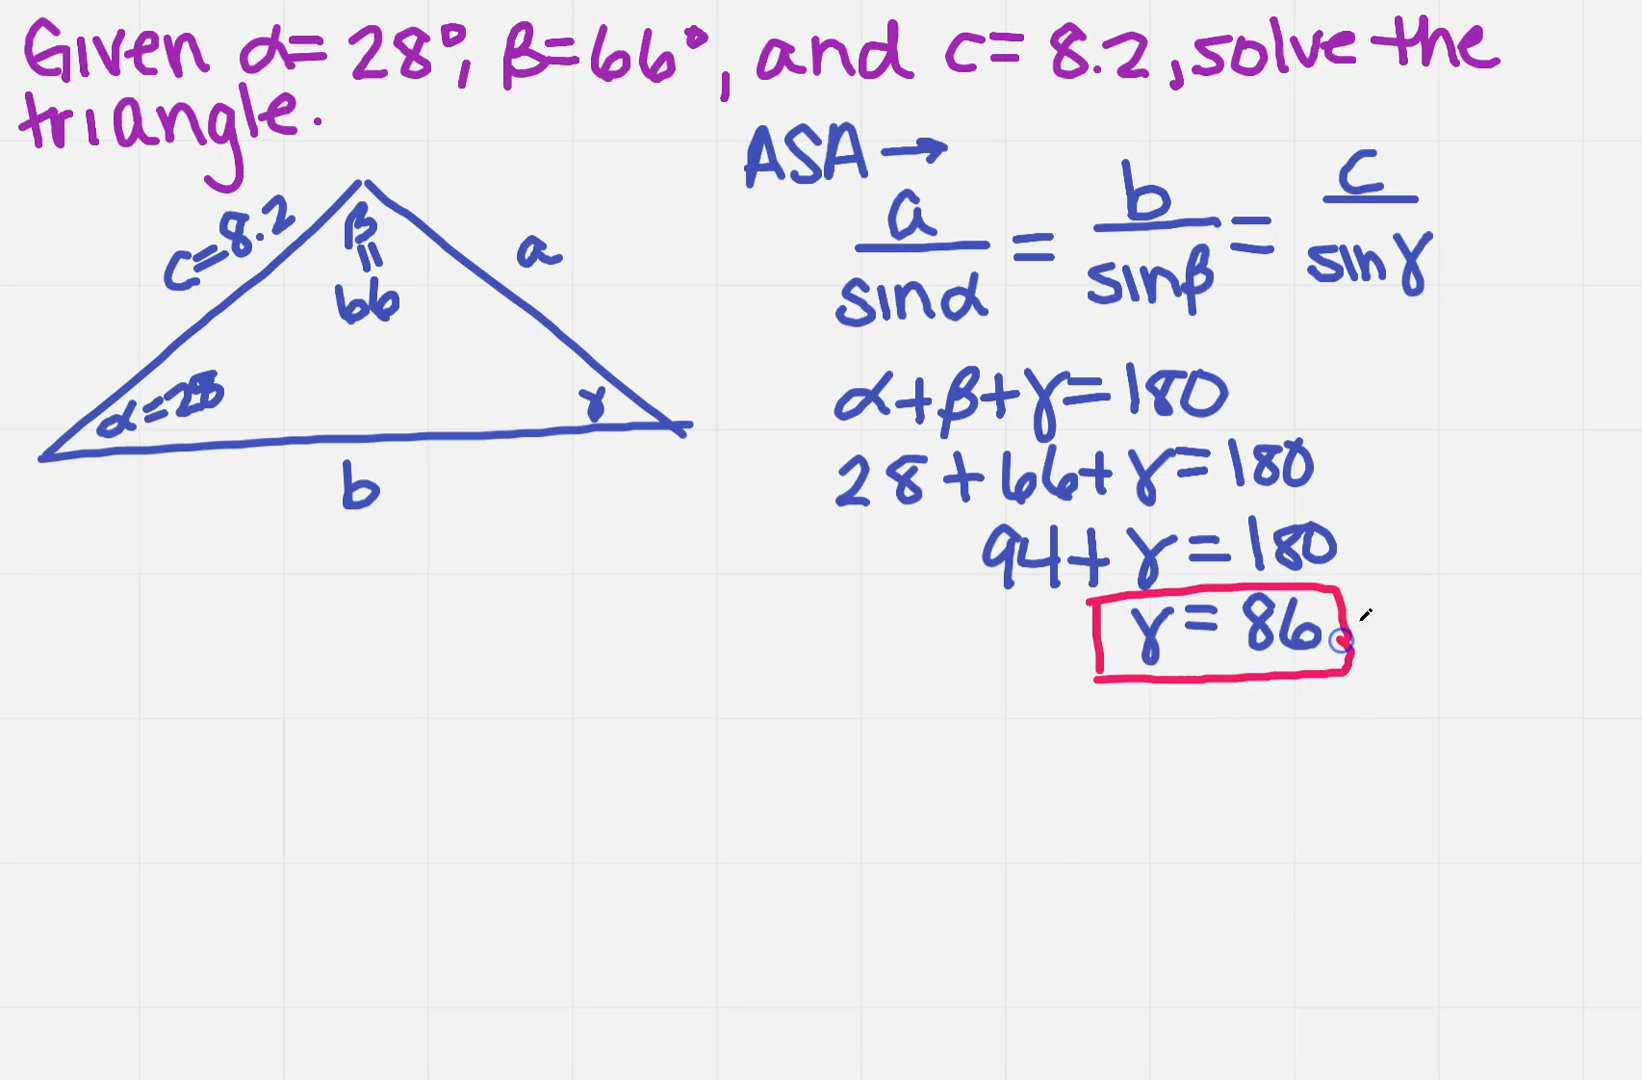 Given α = 28°, β = 66°, and c = 8.2, solve the
triangle.
ASA →
a/sinα = b/sinβ = c/sinγ
c = 8.2
β = 66
a
α = 28
γ
b
α + β + γ = 180
28 + 66 + γ = 180
94 + γ = 180
γ = 86